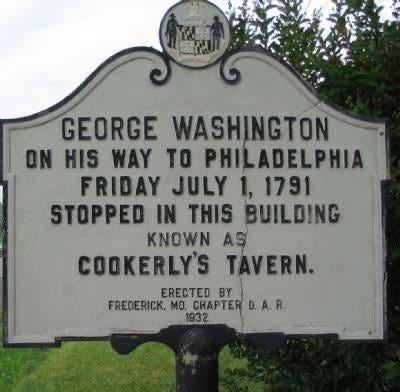 GEORGE WASHINGTON
ON HIS WAY TO PHILADELPHIA
FRIDAY JULY 1, 1791
STOPPED IN THIS BUILDING
KNOWN AS
COOKERLY'S TAVERN.
ERECTED BY
FREDERICK, MD. CHAPTER D. A. R.
1932